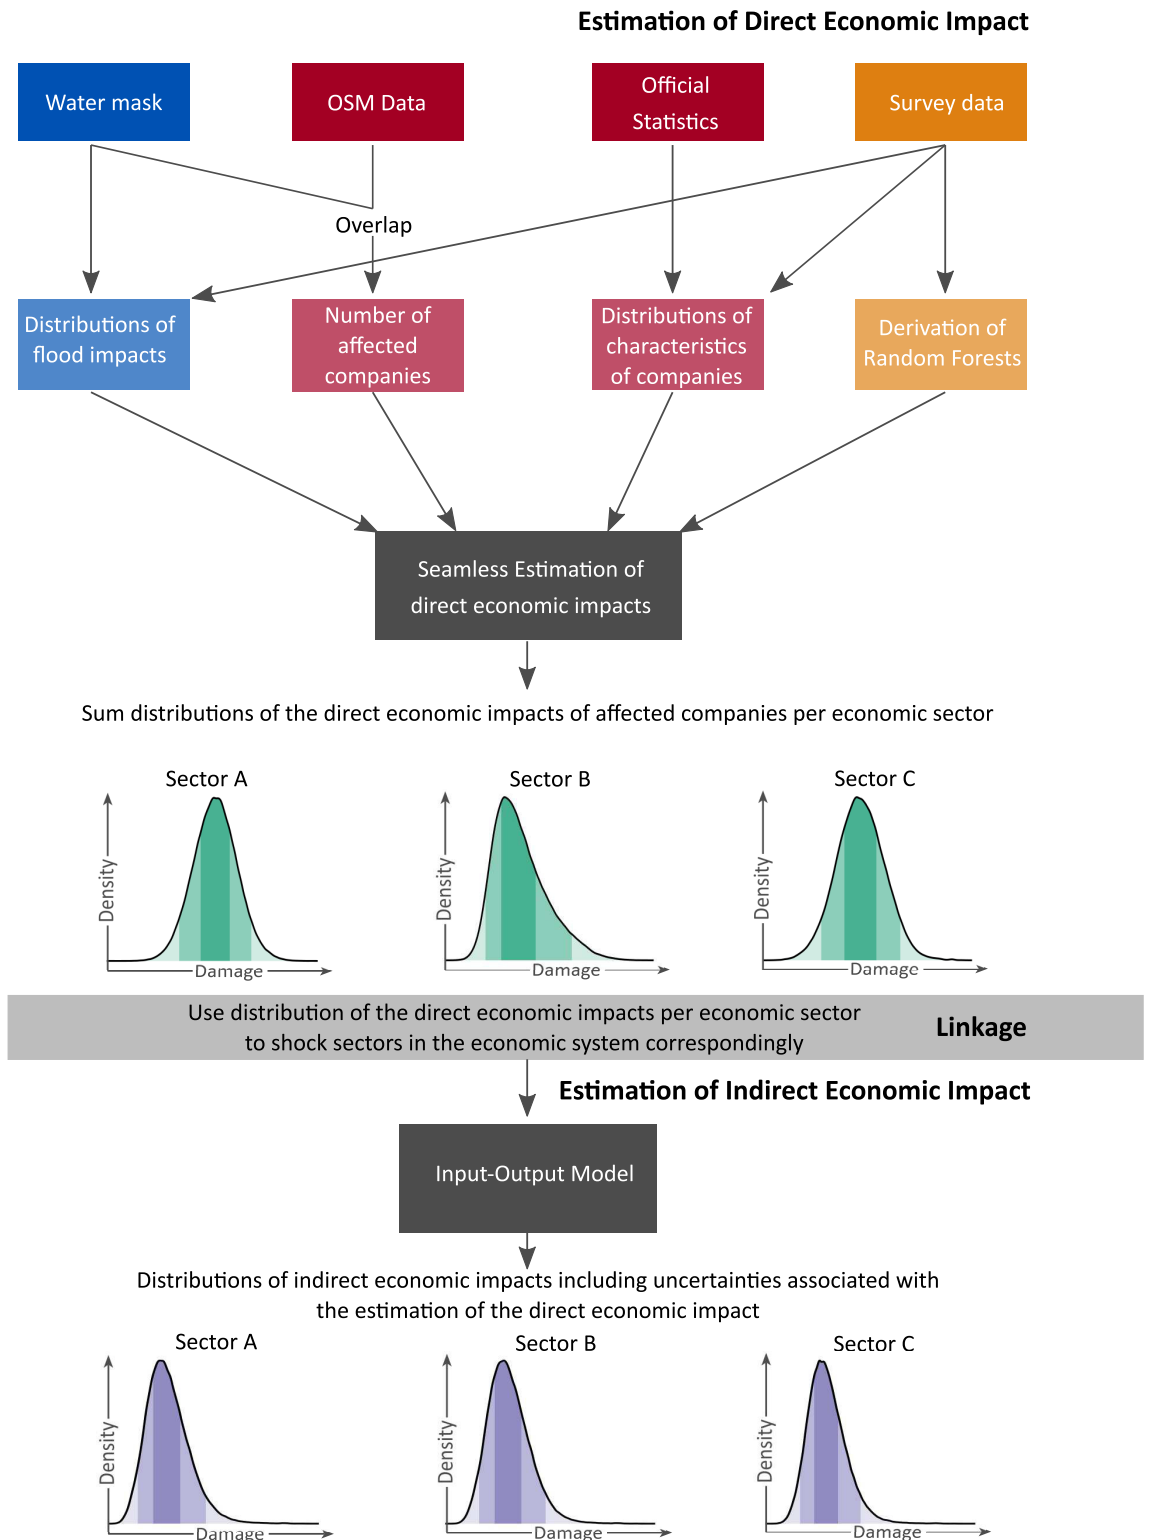 Estimation of Direct Economic Impact
Water mask
OSM Data
Official
Statistics
Survey data
Overlap
Distributions of
flood impacts
Number of
affected
companies
Distributions of
characteristics
of companies
Derivation of
Random Forests
Seamless Estimation of
direct economic impacts
Sum distributions of the direct economic impacts of affected companies per economic sector
Sector A
Density
Damage
Sector B
Density
Damage
Sector C
Density
Damage
Use distribution of the direct economic impacts per economic sector
to shock sectors in the economic system correspondingly
Linkage
Estimation of Indirect Economic Impact
Input-Output Model
Distributions of indirect economic impacts including uncertainties associated with
the estimation of the direct economic impact
Sector A
Density
Damage
Sector B
Density
Damage
Sector C
Density
Damage